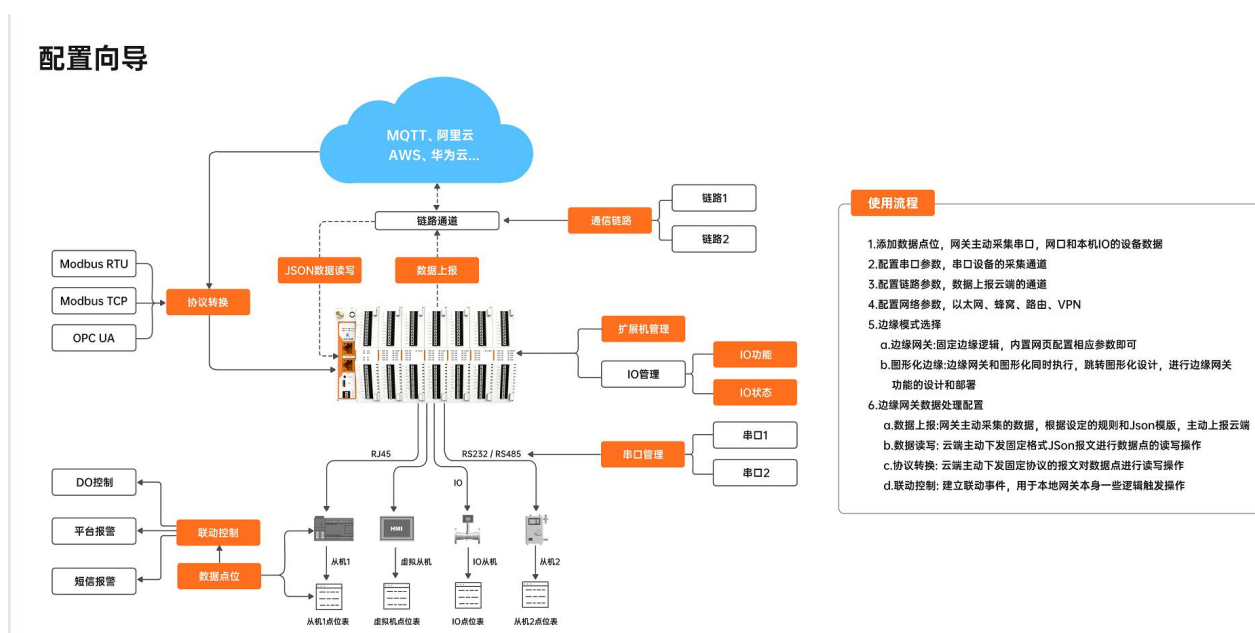 配置向导
MQTT、阿里云
AWS、华为云...
链路通道
通信链路
链路1
链路2
JSON数据读写
数据上报
Modbus RTU
Modbus TCP
OPC UA
协议转换
扩展机管理
IO管理
IO功能
IO状态
RJ45
RS232 / RS485
IO
串口管理
串口1
串口2
DO控制
平台报警
短信报警
联动控制
数据点位
HMI
从机1
虚拟从机
IO从机
从机2
从机1点位表
虚拟机点位表
IO点位表
从机2点位表
使用流程
1.添加数据点位，网关主动采集串口，网口和本机IO的设备数据
2.配置串口参数，串口设备的采集通道
3.配置链路参数，数据上报云端的通道
4.配置网络参数，以太网、蜂窝、路由、VPN
5.边缘模式选择
a.边缘网关:固定边缘逻辑，内置网页配置相应参数即可
b.图形化边缘:边缘网关和图形化同时执行，跳转图形化设计，进行边缘网关
功能的设计和部署
6.边缘网关数据处理配置
a.数据上报:网关主动采集的数据，根据设定的规则和Json模版，主动上报云端
b.数据读写: 云端主动下发固定格式JSon报文进行数据点的读写操作
c.协议转换: 云端主动下发固定协议的报文对数据点进行读写操作
d.联动控制: 建立联动事件，用于本地网关本身一些逻辑触发操作